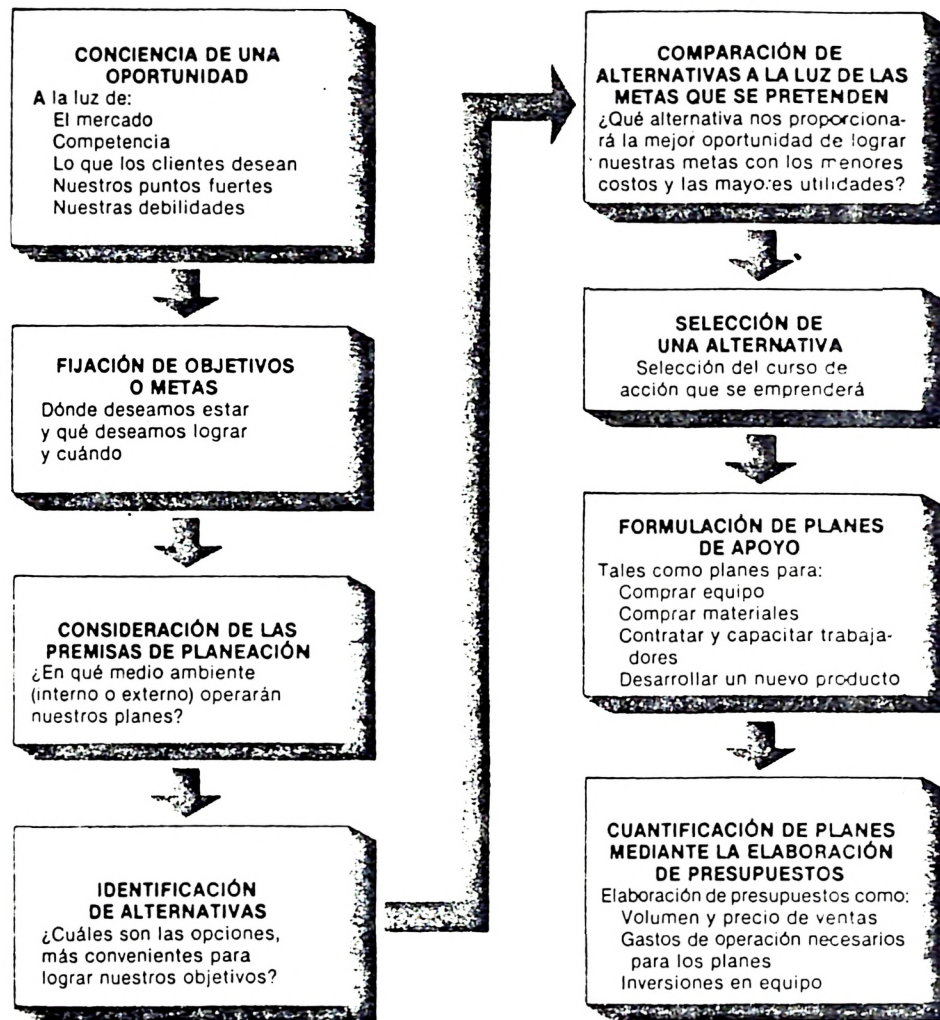 CONCIENCIA DE UNA
OPORTUNIDAD
A la luz de:
El mercado
Competencia
Lo que los clientes desean
Nuestros puntos fuertes
Nuestras debilidades
FIJACIÓN DE OBJETIVOS
O METAS
Dónde deseamos estar
y qué deseamos lograr
y cuándo
CONSIDERACIÓN DE LAS
PREMISAS DE PLANEACIÓN
¿En qué medio ambiente
(interno o externo) operarán
nuestros planes?
IDENTIFICACIÓN
DE ALTERNATIVAS
¿Cuáles son las opciones,
más convenientes para
lograr nuestros objetivos?
COMPARACIÓN DE
ALTERNATIVAS A LA LUZ DE LAS
METAS QUE SE PRETENDEN
¿Qué alternativa nos proporciona-
rá la mejor oportunidad de lograr
nuestras metas con los menores
costos y las mayores utilidades?
SELECCIÓN DE
UNA ALTERNATIVA
Selección del curso de
acción que se emprenderá
FORMULACIÓN DE PLANES
DE APOYO
Tales como planes para:
Comprar equipo
Comprar materiales
Contratar y capacitar trabaja-
dores
Desarrollar un nuevo producto
CUANTIFICACIÓN DE PLANES
MEDIANTE LA ELABORACIÓN
DE PRESUPUESTOS
Elaboración de presupuestos como:
Volumen y precio de ventas
Gastos de operación necesarios
para los planes
Inversiones en equipo